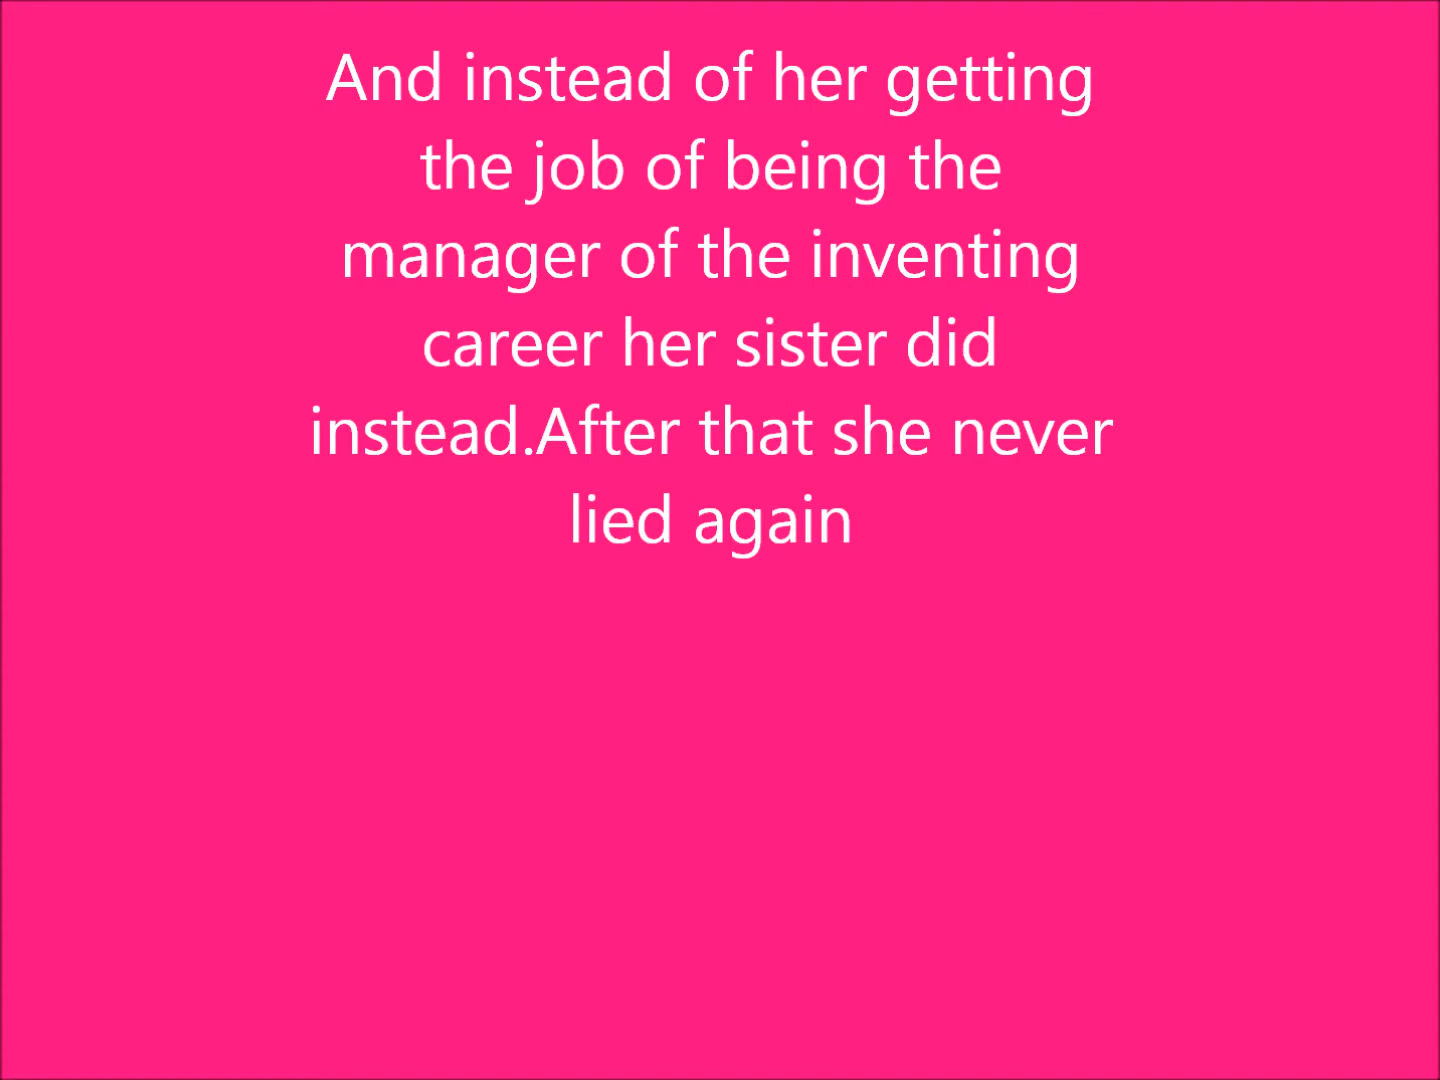 And instead of her getting
the job of being the
manager of the inventing
career her sister did
instead.After that she never
lied again